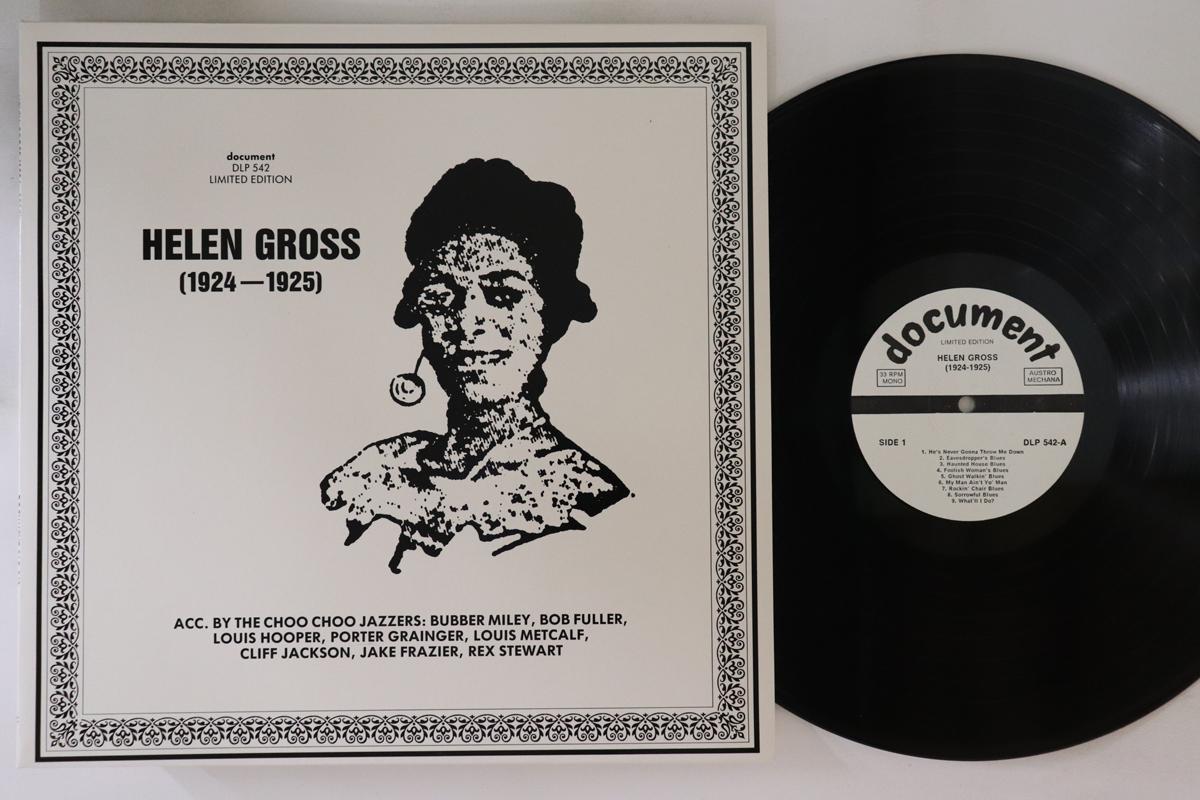 document
DLP 542
LIMITED EDITION
HELEN GROSS
(1924—1925)
ACC. BY THE CHOO CHOO JAZZERS: BUBBER MILEY, BOB FULLER,
LOUIS HOOPER, PORTER GRAINGER, LOUIS METCALF,
CLIFF JACKSON, JAKE FRAZIER, REX STEWART
document
LIMITED EDITION
HELEN GROSS
(1924-1925)
33 RPM
MONO
AUSTRO
MECHANA
SIDE 1
DLP 542-A
1. He's Never Gonna Throw Me Down
2. Eavesdropper's Blues
3. Haunted House Blues
4. Foolish Woman's Blues
5. Ghost Walkin' Blues
6. My Man Ain't Yo' Man
7. Rockin' Chair Blues
8. Sorrowful Blues
9. What'll I Do?